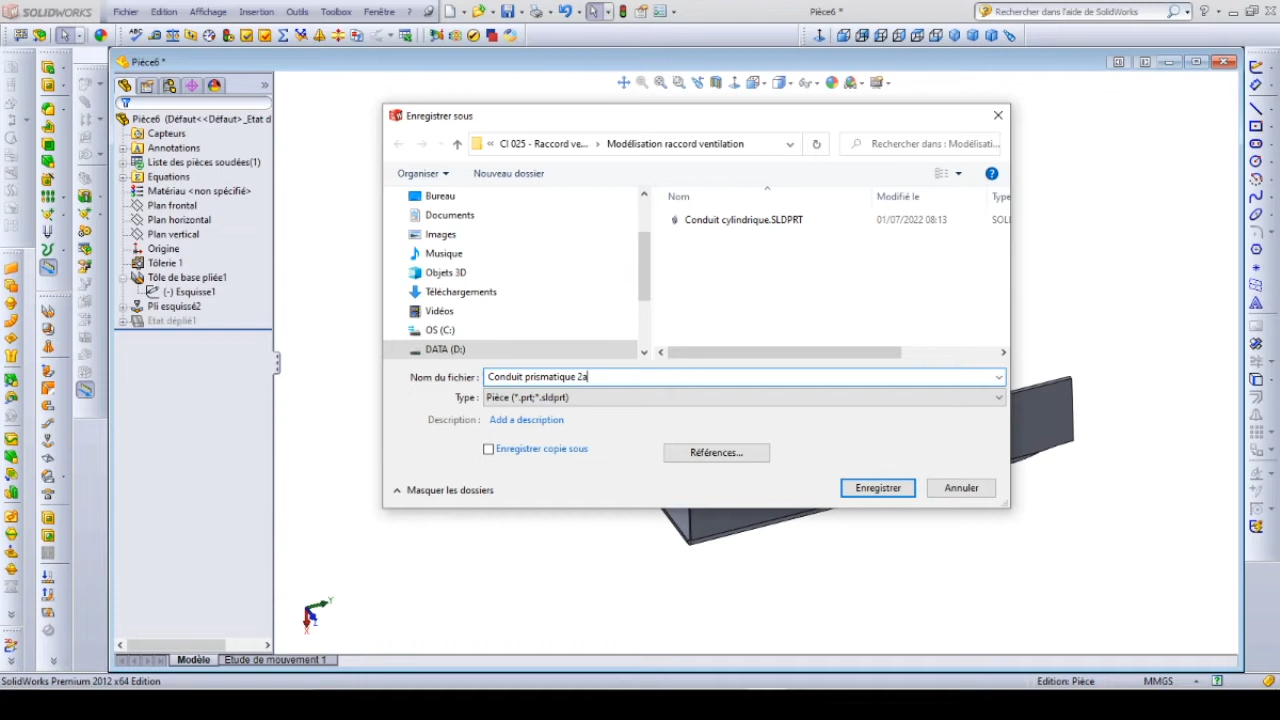 SOLIDWORKS
Fichier Edition Affichage Insertion Outils Toolbox Fenêtre ?
Pièce6 *
Rechercher dans l'aide de SolidWorks
Pièce6 *
Pièce6 (Défaut<<Défaut>_Etat d
Capteurs
Annotations
Liste des pièces soudées(1)
Equations
Matériau <non spécifié>
Plan frontal
Plan horizontal
Plan vertical
Origine
Tôlerie 1
Tôle de base pliée1
(-) Esquisse1
Pli esquissé2
Etat déplié1
Enregistrer sous
« CI 025 - Raccord ve... > Modélisation raccord ventilation
Rechercher dans : Modélisati...
Organiser
Nouveau dossier
Bureau
Documents
Images
Musique
Objets 3D
Téléchargements
Vidéos
OS (C:)
DATA (D:)
Nom Modifié le Type
Conduit cylindrique.SLDPRT 01/07/2022 08:13 SOLI
Nom du fichier : Conduit prismatique 2a
Type : Pièce (*.prt;*.sldprt)
Description : Add a description
Enregistrer copie sous
Références...
Masquer les dossiers
Enregistrer
Annuler
Y
X
Z
Modèle Etude de mouvement 1
SolidWorks Premium 2012 x64 Edition
Edition: Pièce
MMGS